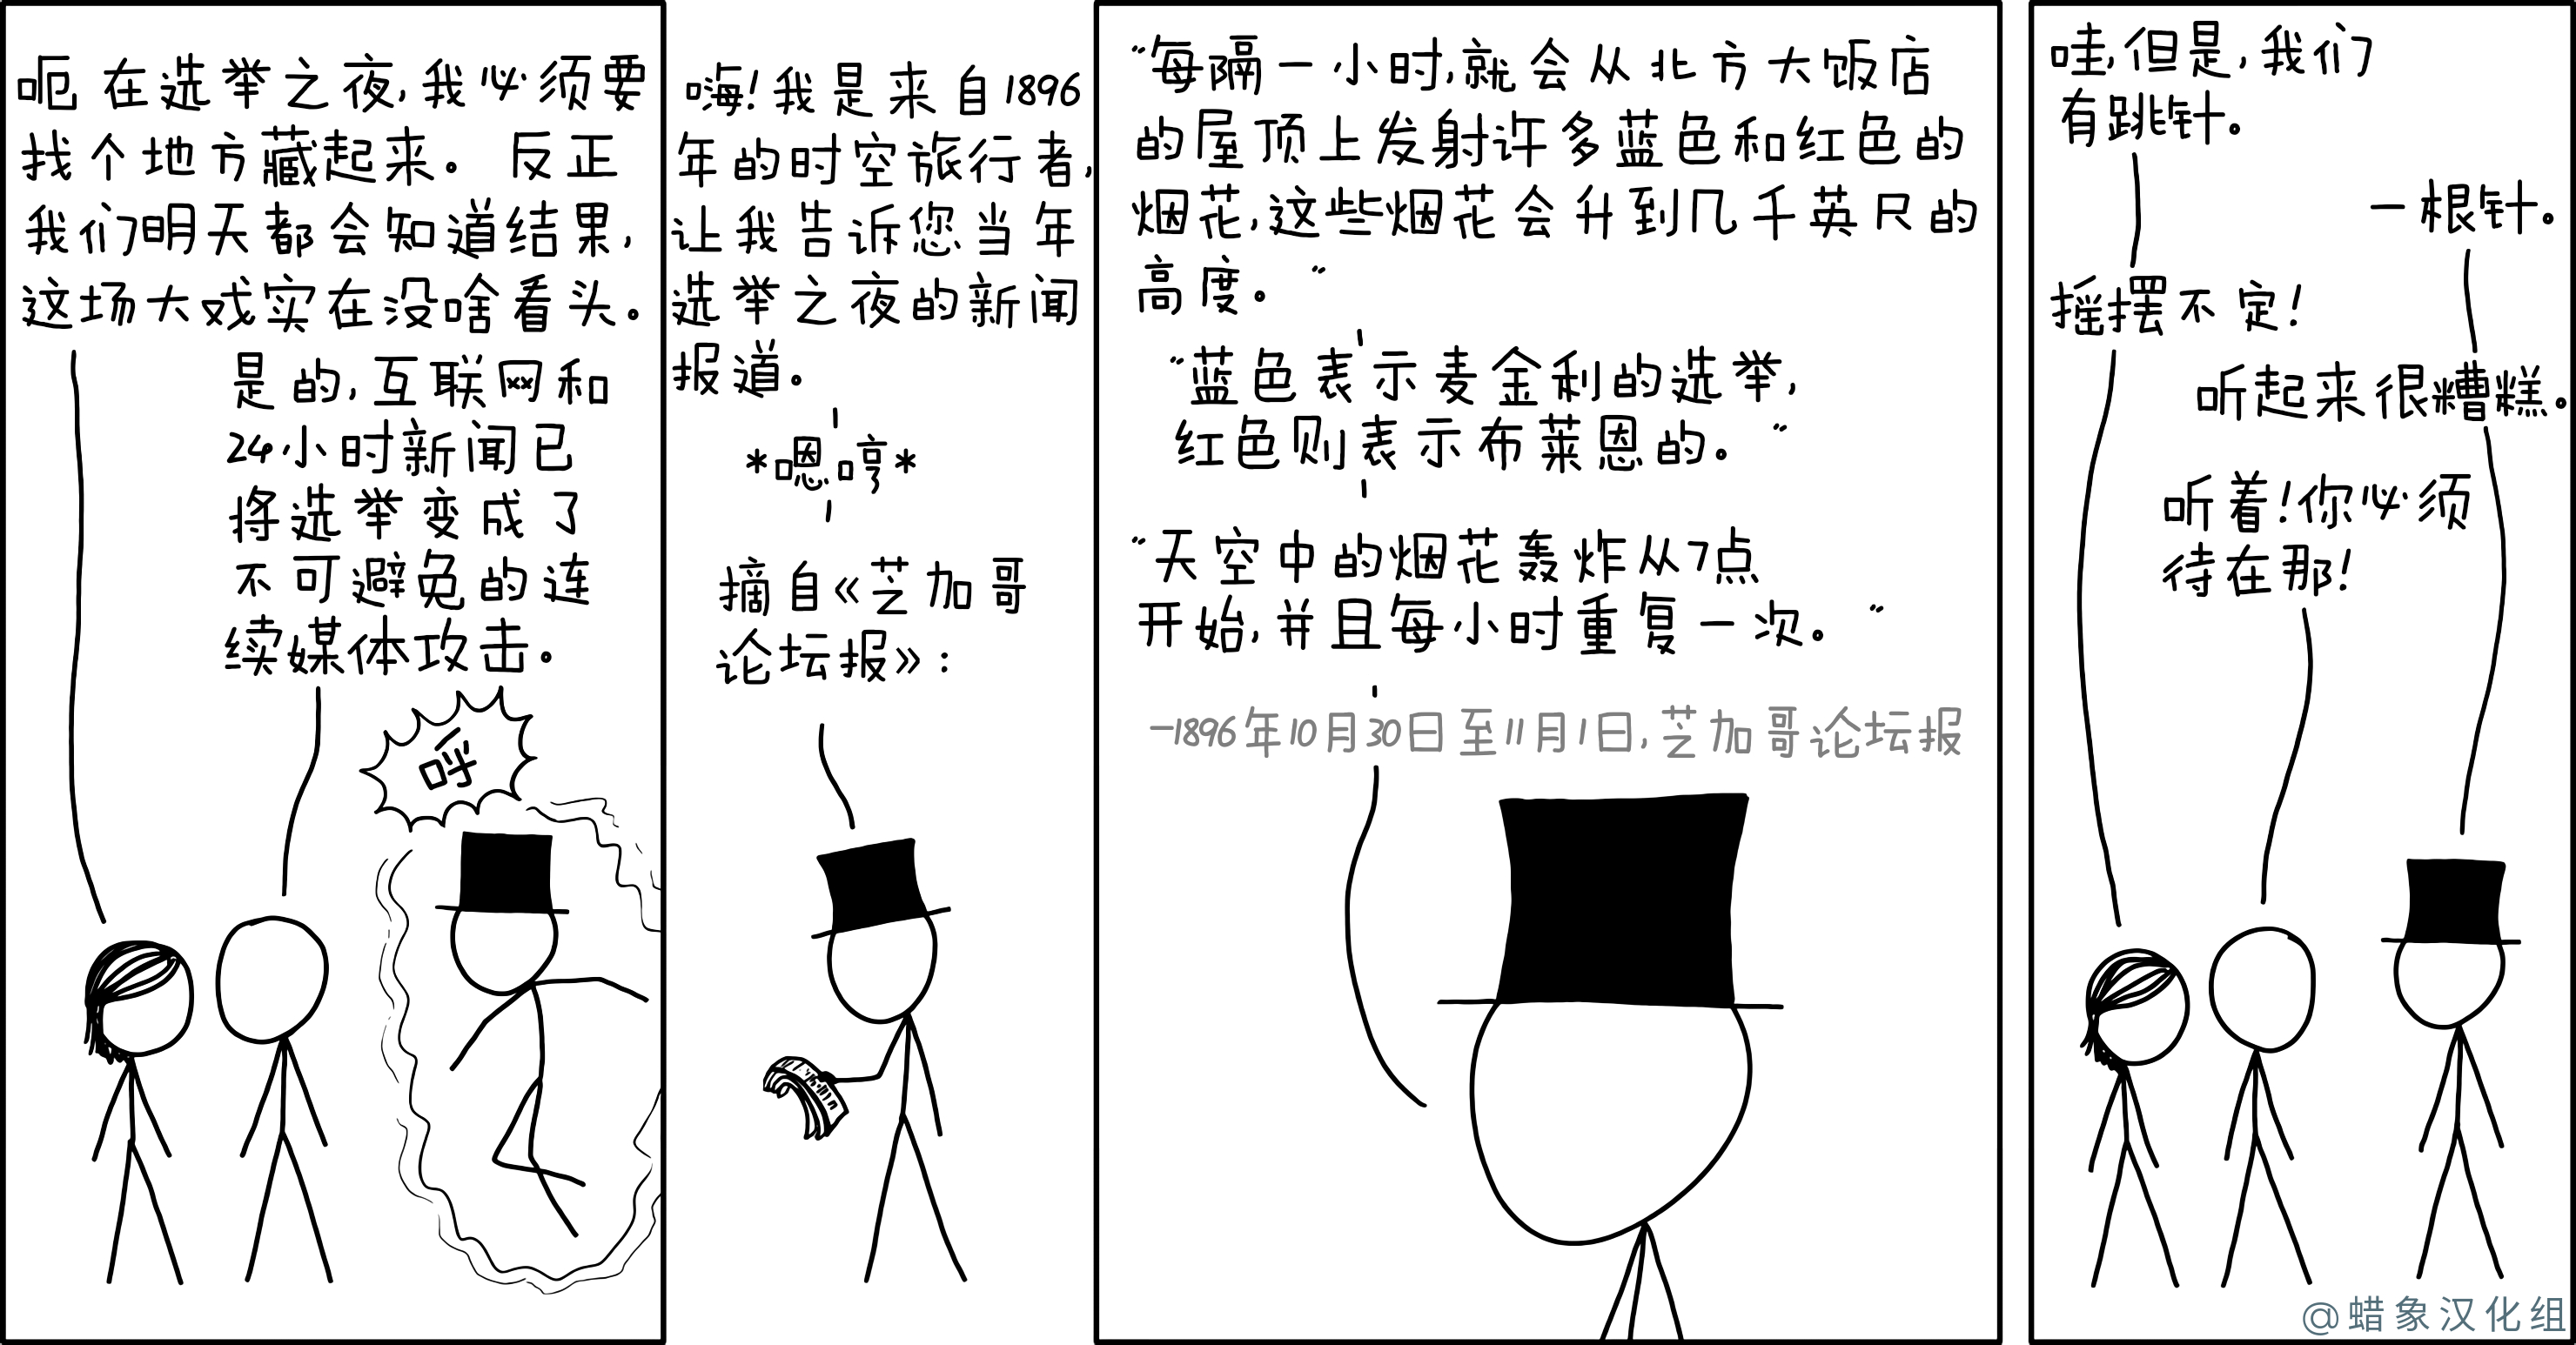 呃 在选举之夜,我必须要
找个地方藏起来。 反正
我们明天都会知道结果,
这场大戏实在没啥看头。
是的,互联网和
24小时新闻已
将选举变成了
不可避免的连
续媒体攻击。
嗨!我是来自1896
年的时空旅行者,
让我告诉您当年
选举之夜的新闻
报道。
*嗯哼*
摘自《芝加哥
论坛报》:
"每隔一小时,就会从北方大饭店
的屋顶上发射许多蓝色和红色的
烟花,这些烟花会升到几千英尺的
高度。"
"蓝色表示麦金利的选举,
红色则表示布莱恩的。"
"天空中的烟花轰炸从7点
开始,并且每小时重复一次。"
-1896年10月30日至11月1日,芝加哥论坛报
哇,但是,我们
有跳针。
一根针。
摇摆不定!
听起来很糟糕。
听着!你必须
待在那!
@蜡象汉化组